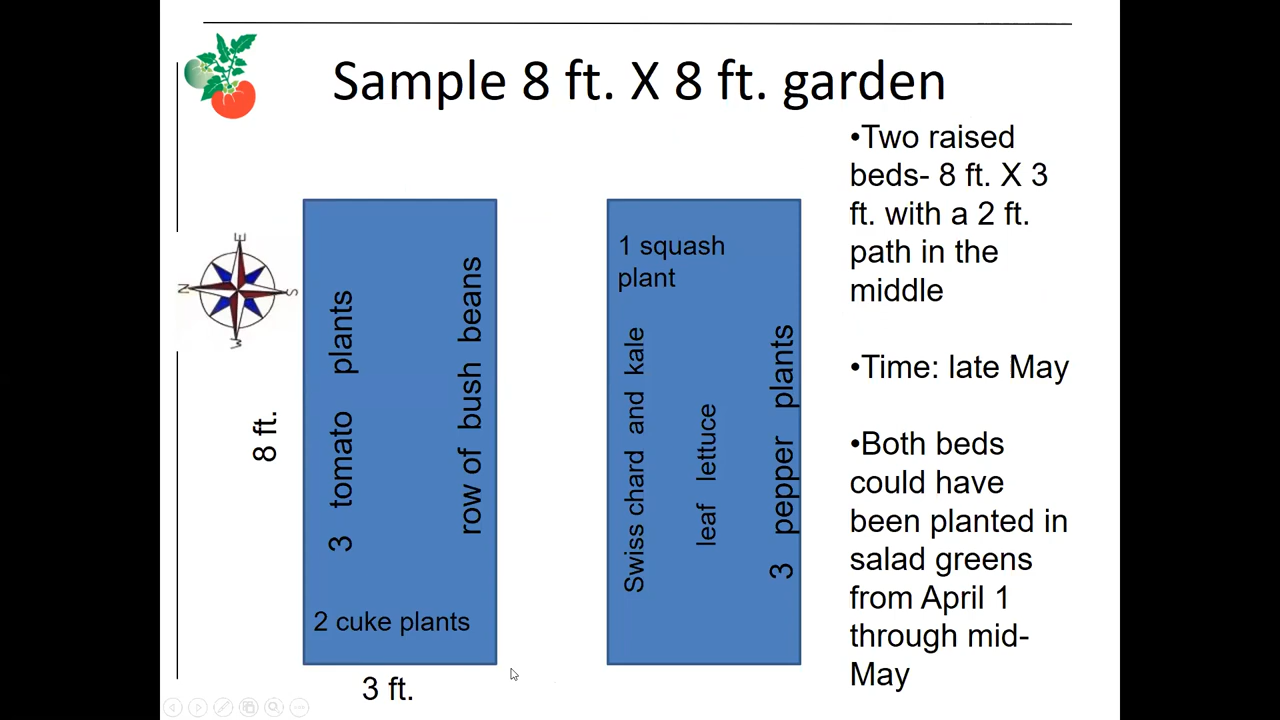 Sample 8 ft. X 8 ft. garden
E
N
S
W
8 ft.
3 tomato plants
row of bush beans
2 cuke plants
3 ft.
1 squash
plant
Swiss chard and kale
leaf lettuce
3 pepper plants
•Two raised
beds- 8 ft. X 3
ft. with a 2 ft.
path in the
middle
•Time: late May
•Both beds
could have
been planted in
salad greens
from April 1
through mid-
May